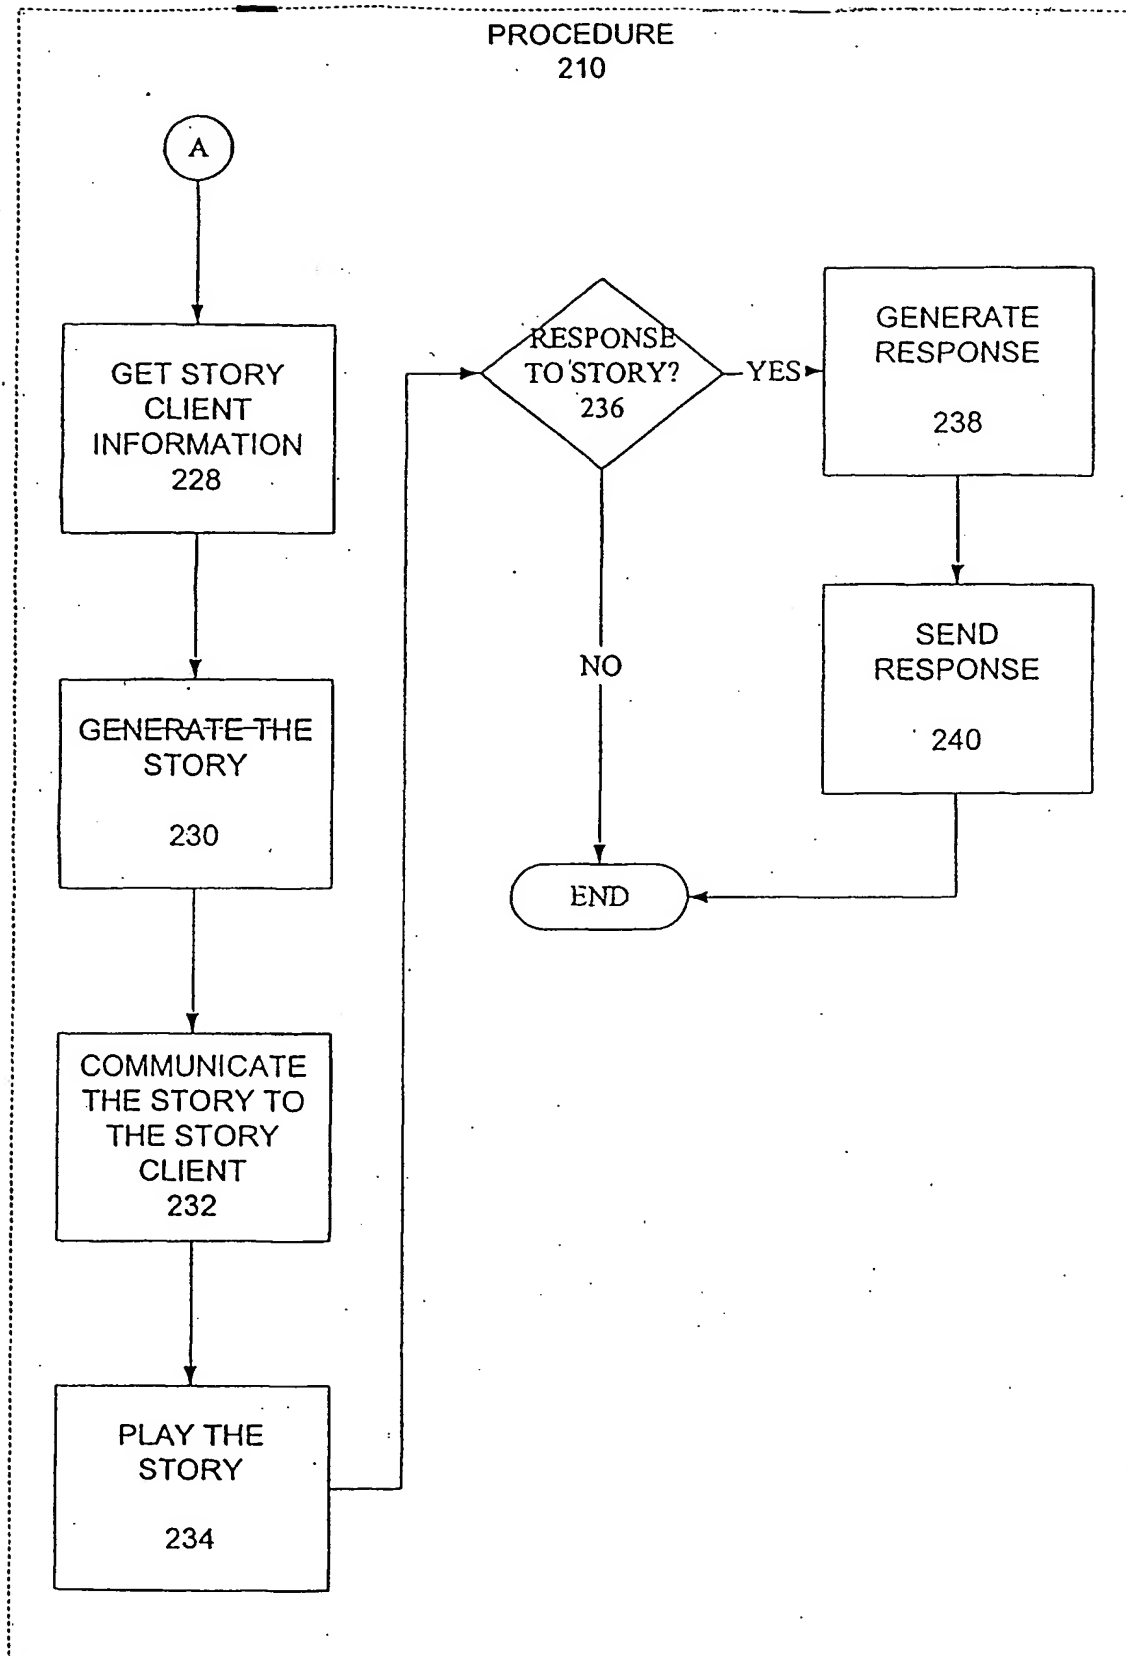 PROCEDURE
210
A
GET STORY
CLIENT
INFORMATION
228
GENERATE THE
STORY
230
COMMUNICATE
THE STORY TO
THE STORY
CLIENT
232
PLAY THE
STORY
234
RESPONSE
TO STORY?
236
YES
NO
GENERATE
RESPONSE
238
SEND
RESPONSE
240
END